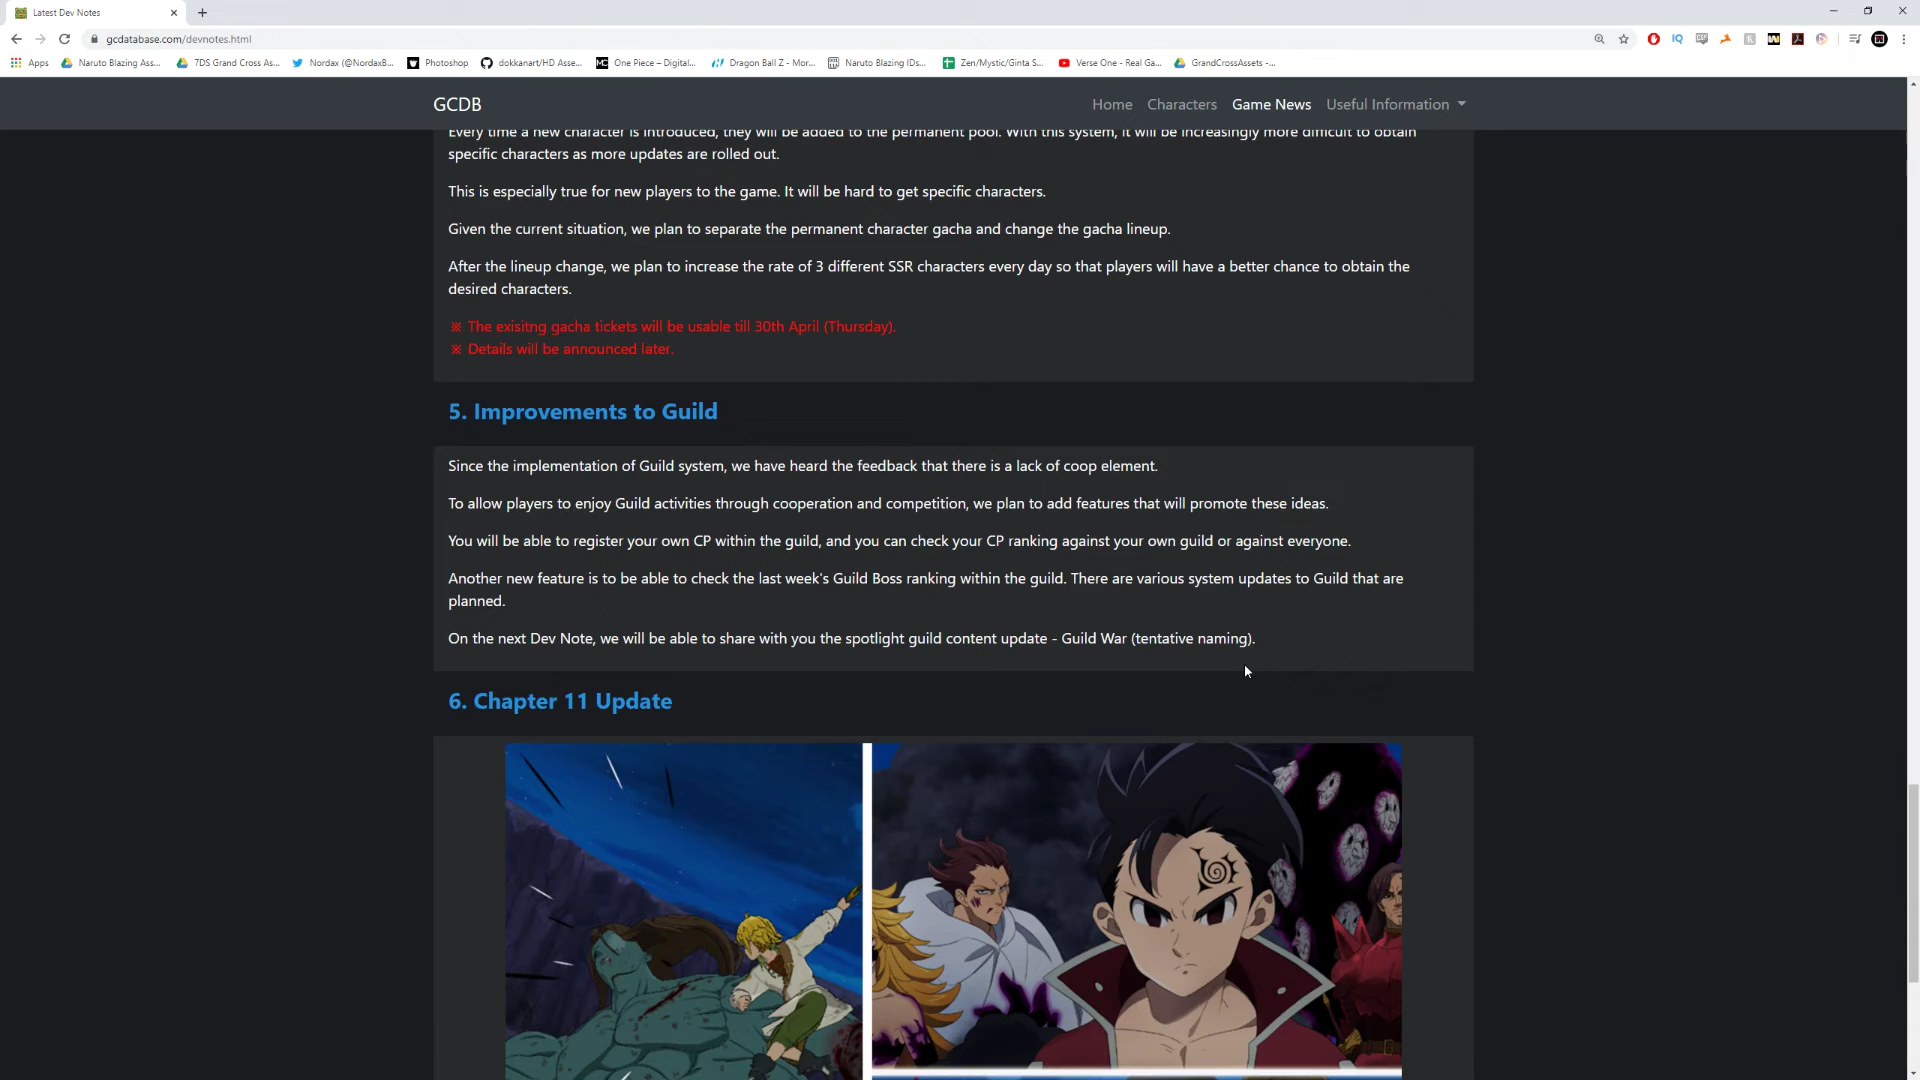 Latest Dev Notes
gcdatabase.com/devnotes.html
Apps
Naruto Blazing Ass...
7DS Grand Cross As...
Nordax (@NordaxB...
Photoshop
dokkanart/HD Asse...
One Piece – Digital...
Dragon Ball Z - Mor...
Naruto Blazing IDs...
Zen/Mystic/Ginta S...
Verse One - Real Ga...
GrandCrossAssets -...
GCDB
Home
Characters
Game News
Useful Information
Every time a new character is introduced, they will be added to the permanent pool. With this system, it will be increasingly more difficult to obtain
specific characters as more updates are rolled out.
This is especially true for new players to the game. It will be hard to get specific characters.
Given the current situation, we plan to separate the permanent character gacha and change the gacha lineup.
After the lineup change, we plan to increase the rate of 3 different SSR characters every day so that players will have a better chance to obtain the
desired characters.
※ The exisitng gacha tickets will be usable till 30th April (Thursday).
※ Details will be announced later.
5. Improvements to Guild
Since the implementation of Guild system, we have heard the feedback that there is a lack of coop element.
To allow players to enjoy Guild activities through cooperation and competition, we plan to add features that will promote these ideas.
You will be able to register your own CP within the guild, and you can check your CP ranking against your own guild or against everyone.
Another new feature is to be able to check the last week's Guild Boss ranking within the guild. There are various system updates to Guild that are
planned.
On the next Dev Note, we will be able to share with you the spotlight guild content update - Guild War (tentative naming).
6. Chapter 11 Update